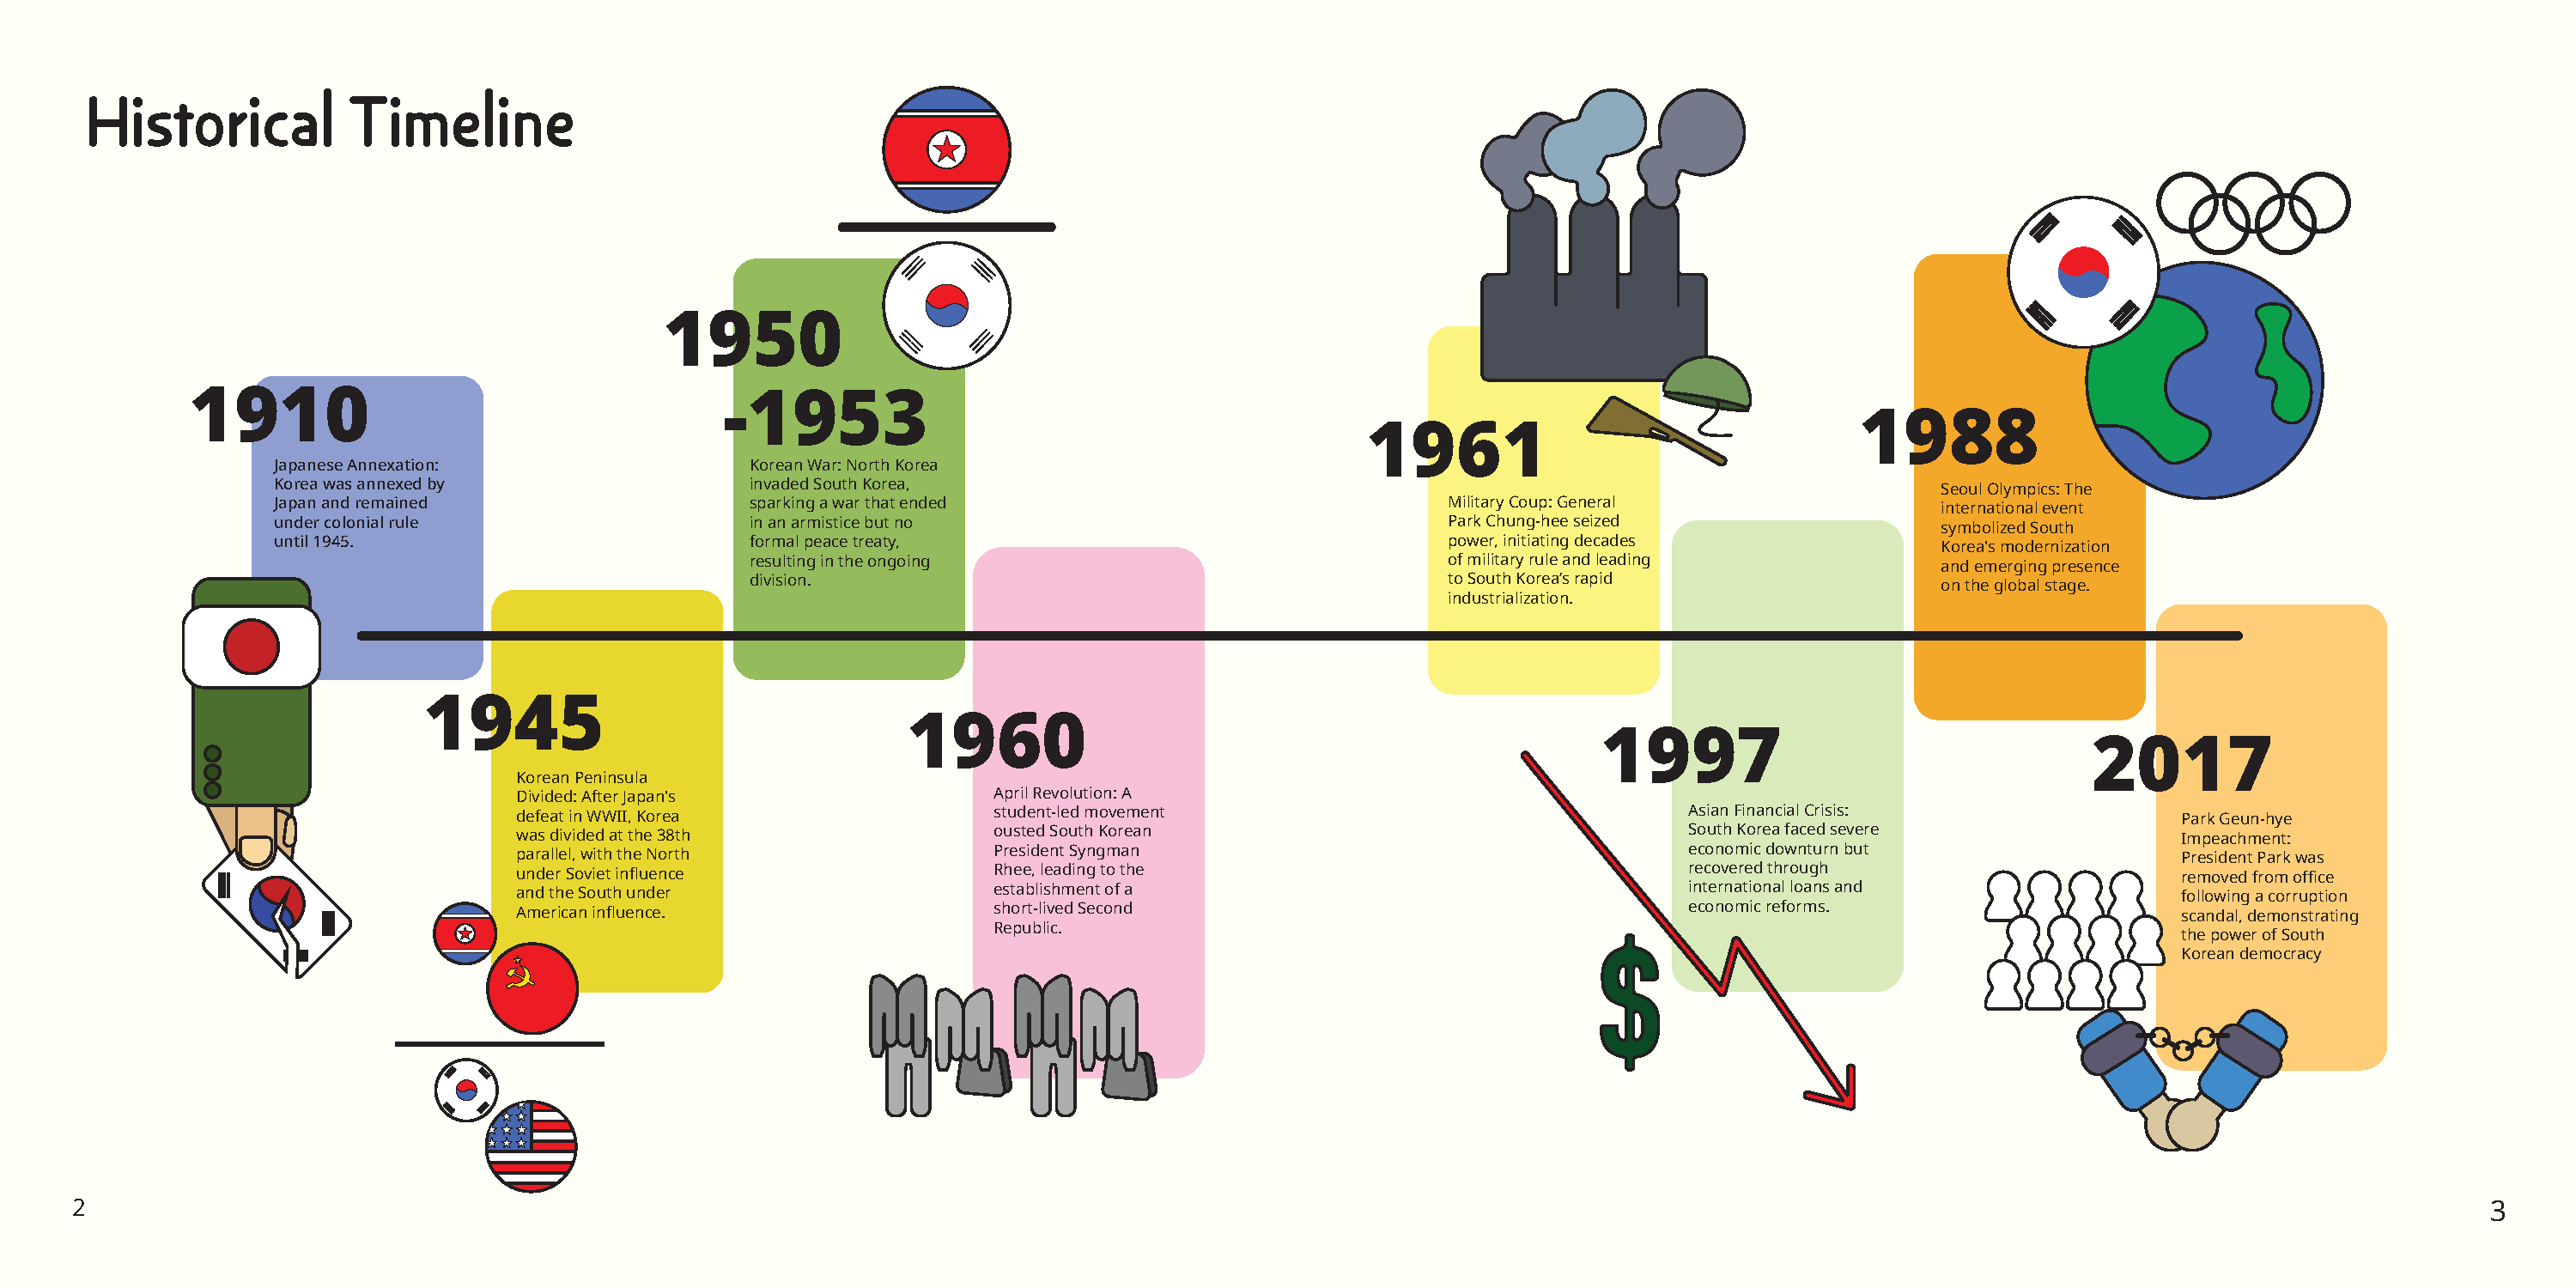 Historical Timeline
1910
Japanese Annexation:
Korea was annexed by
Japan and remained
under colonial rule
until 1945.
1945
Korean Peninsula
Divided: After Japan's
defeat in WWII, Korea
was divided at the 38th
parallel, with the North
under Soviet influence
and the South under
American influence.
1950
-1953
Korean War: North Korea
invaded South Korea,
sparking a war that ended
in an armistice but no
formal peace treaty,
resulting in the ongoing
division.
1960
April Revolution: A
student-led movement
ousted South Korean
President Syngman
Rhee, leading to the
establishment of a
short-lived Second
Republic.
1961
Military Coup: General
Park Chung-hee seized
power, initiating decades
of military rule and leading
to South Korea’s rapid
industrialization.
1997
Asian Financial Crisis:
South Korea faced severe
economic downturn but
recovered through
international loans and
economic reforms.
$
1988
Seoul Olympics: The
international event
symbolized South
Korea's modernization
and emerging presence
on the global stage.
2017
Park Geun-hye
Impeachment:
President Park was
removed from office
following a corruption
scandal, demonstrating
the power of South
Korean democracy
2
3